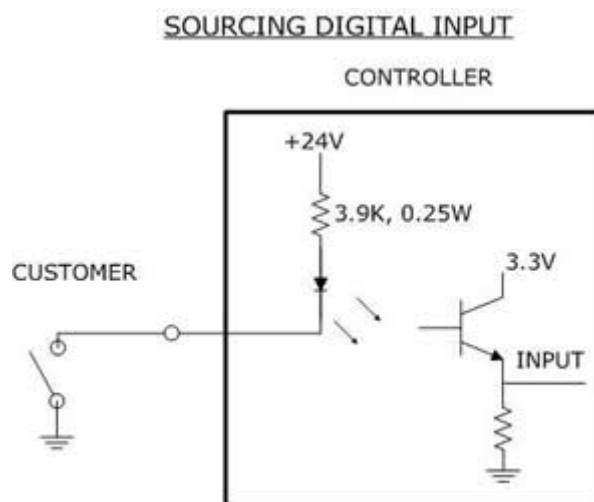 SOURCING DIGITAL INPUT
CONTROLLER
+24V
3.9K, 0.25W
CUSTOMER
3.3V
INPUT